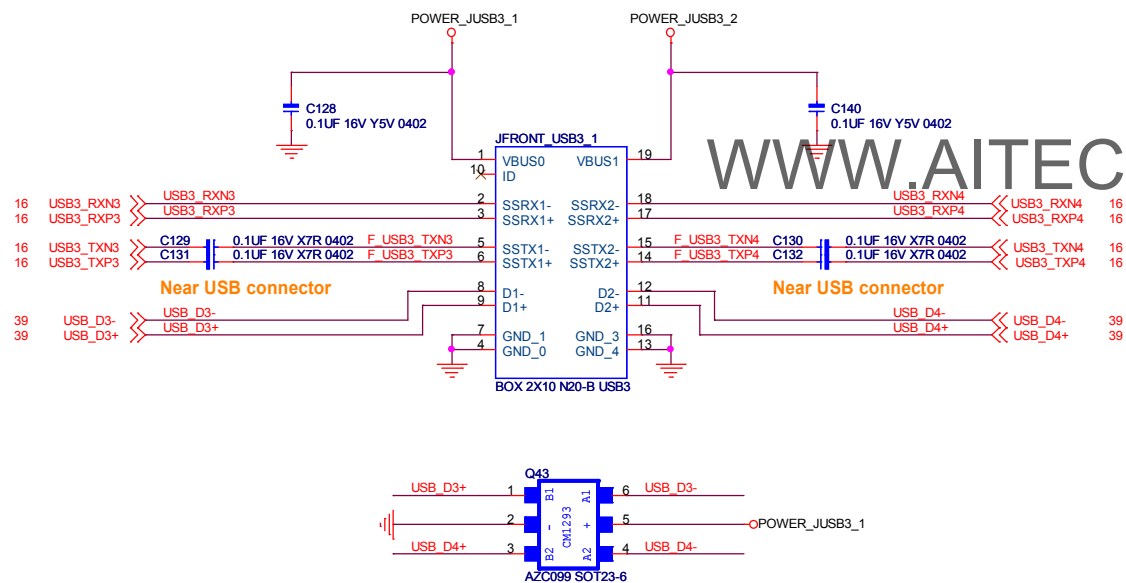 POWER_JUSB3_1
POWER_JUSB3_2
C128
0.1UF 16V Y5V 0402
C140
0.1UF 16V Y5V 0402
WWW.AITEC
JFRONT_USB3_1
1 VBUS0 VBUS1 19
10 ID
16 USB3_RXN3 USB3_RXN3 2 SSRX1- SSRX2- 18 USB3_RXN4 USB3_RXN4 16
16 USB3_RXP3 USB3_RXP3 3 SSRX1+ SSRX2+ 17 USB3_RXP4 USB3_RXP4 16
16 USB3_TXN3 C129 0.1UF 16V X7R 0402 F_USB3_TXN3 5 SSTX1- SSTX2- 15 F_USB3_TXN4 C130 0.1UF 16V X7R 0402 USB3_TXN4 16
16 USB3_TXP3 C131 0.1UF 16V X7R 0402 F_USB3_TXP3 6 SSTX1+ SSTX2+ 14 F_USB3_TXP4 C132 0.1UF 16V X7R 0402 USB3_TXP4 16
Near USB connector
Near USB connector
39 USB_D3- USB_D3- 8 D1- D2- 12 USB_D4- USB_D4- 39
39 USB_D3+ USB_D3+ 9 D1+ D2+ 11 USB_D4+ USB_D4+ 39
7 GND_1 GND_3 16
4 GND_0 GND_4 13
BOX 2X10 N20-B USB3
Q43
USB_D3+ 1 B1 A1 6 USB_D3-
2 - CM1293 + 5 POWER_JUSB3_1
USB_D4+ 3 B2 A2 4 USB_D4-
AZC099 SOT23-6